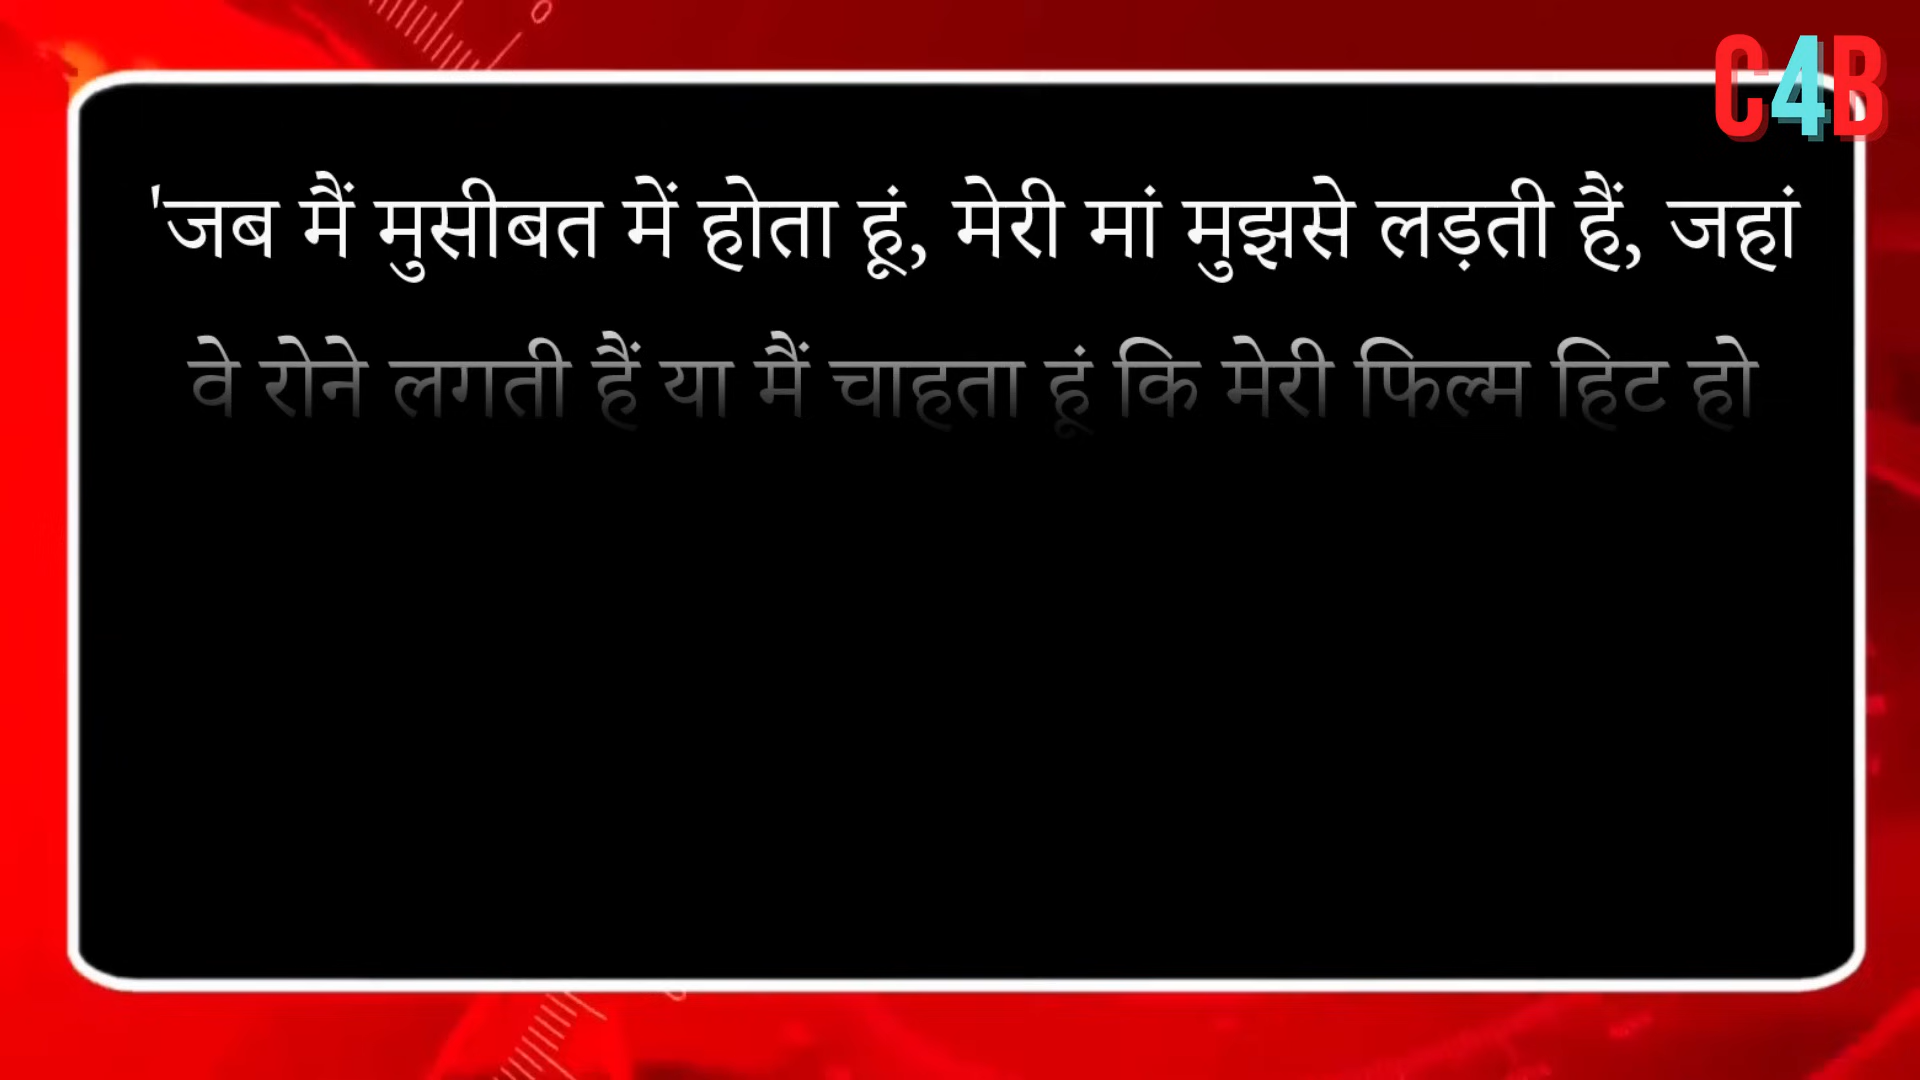 C4B
'जब मैं मुसीबत में होता हूं, मेरी मां मुझसे लड़ती हैं, जहां
वे रोने लगती हैं या मैं चाहता हूं कि मेरी फिल्म हिट हो